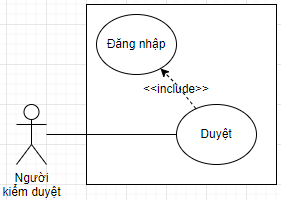 Đăng nhập
<<include>>
Duyệt
Người
kiểm duyệt